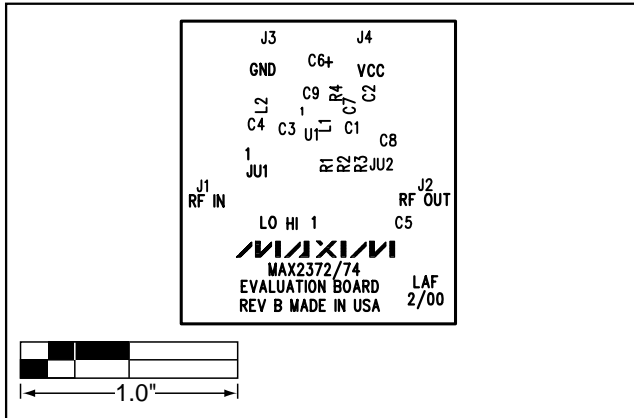 J3 J4
C6+
GND VCC
C9 R4 C7 C2
L2
1
C4 C3 U1 L1 C1
C8
1
JU1 R1 R2 R3 JU2
J1 J2
RF IN RF OUT
LO HI 1 C5
MAXIM
MAX2372/74
EVALUATION BOARD LAF
REV B MADE IN USA 2/00
1.0"